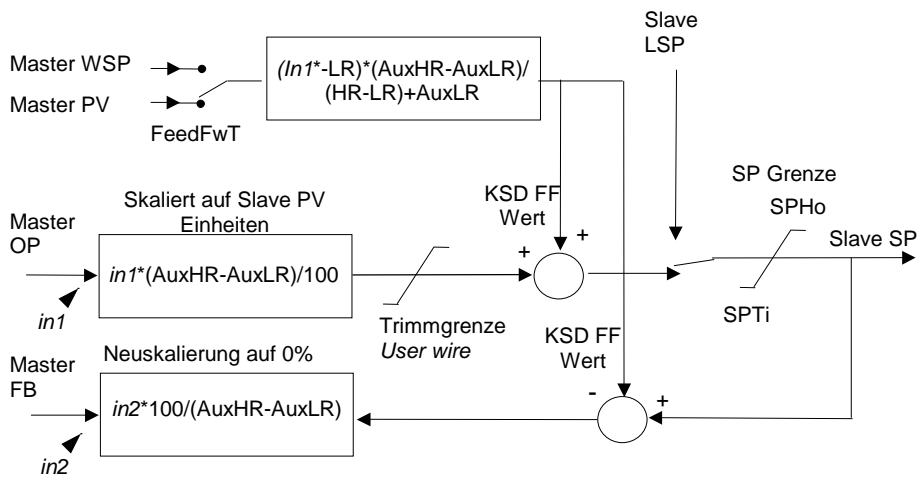 Slave
LSP
Master WSP
Master PV
FeedFwT
(In1*-LR)*(AuxHR-AuxLR)/
(HR-LR)+AuxLR
Skaliert auf Slave PV
Einheiten
Master
OP
in1
in1*(AuxHR-AuxLR)/100
Trimmgrenze
User wire
KSD FF
Wert
+
+
SP Grenze
SPHo
Slave SP
SPTi
KSD FF
Wert
-
+
Neuskalierung auf 0%
Master
FB
in2
in2*100/(AuxHR-AuxLR)